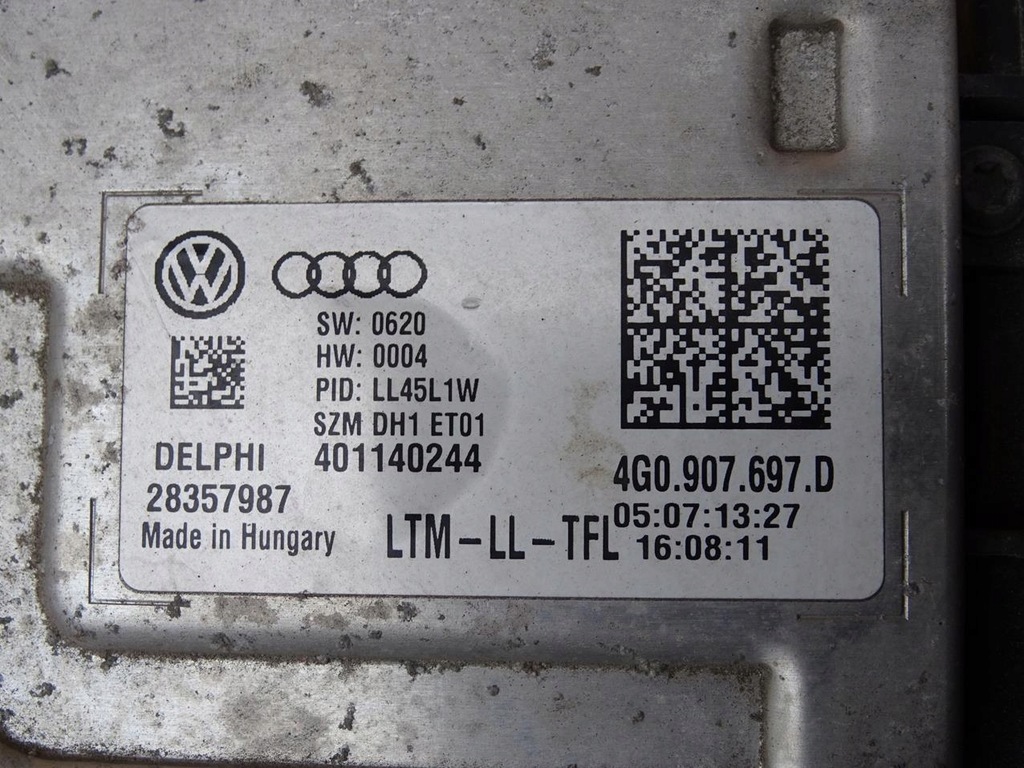 SW: 0620
HW: 0004
PID: LL45L1W
SZM DH1 ET01
DELPHI 401140244
28357987
Made in Hungary
LTM-LL-TFL
4G0.907.697.D
05:07:13:27
16:08:11